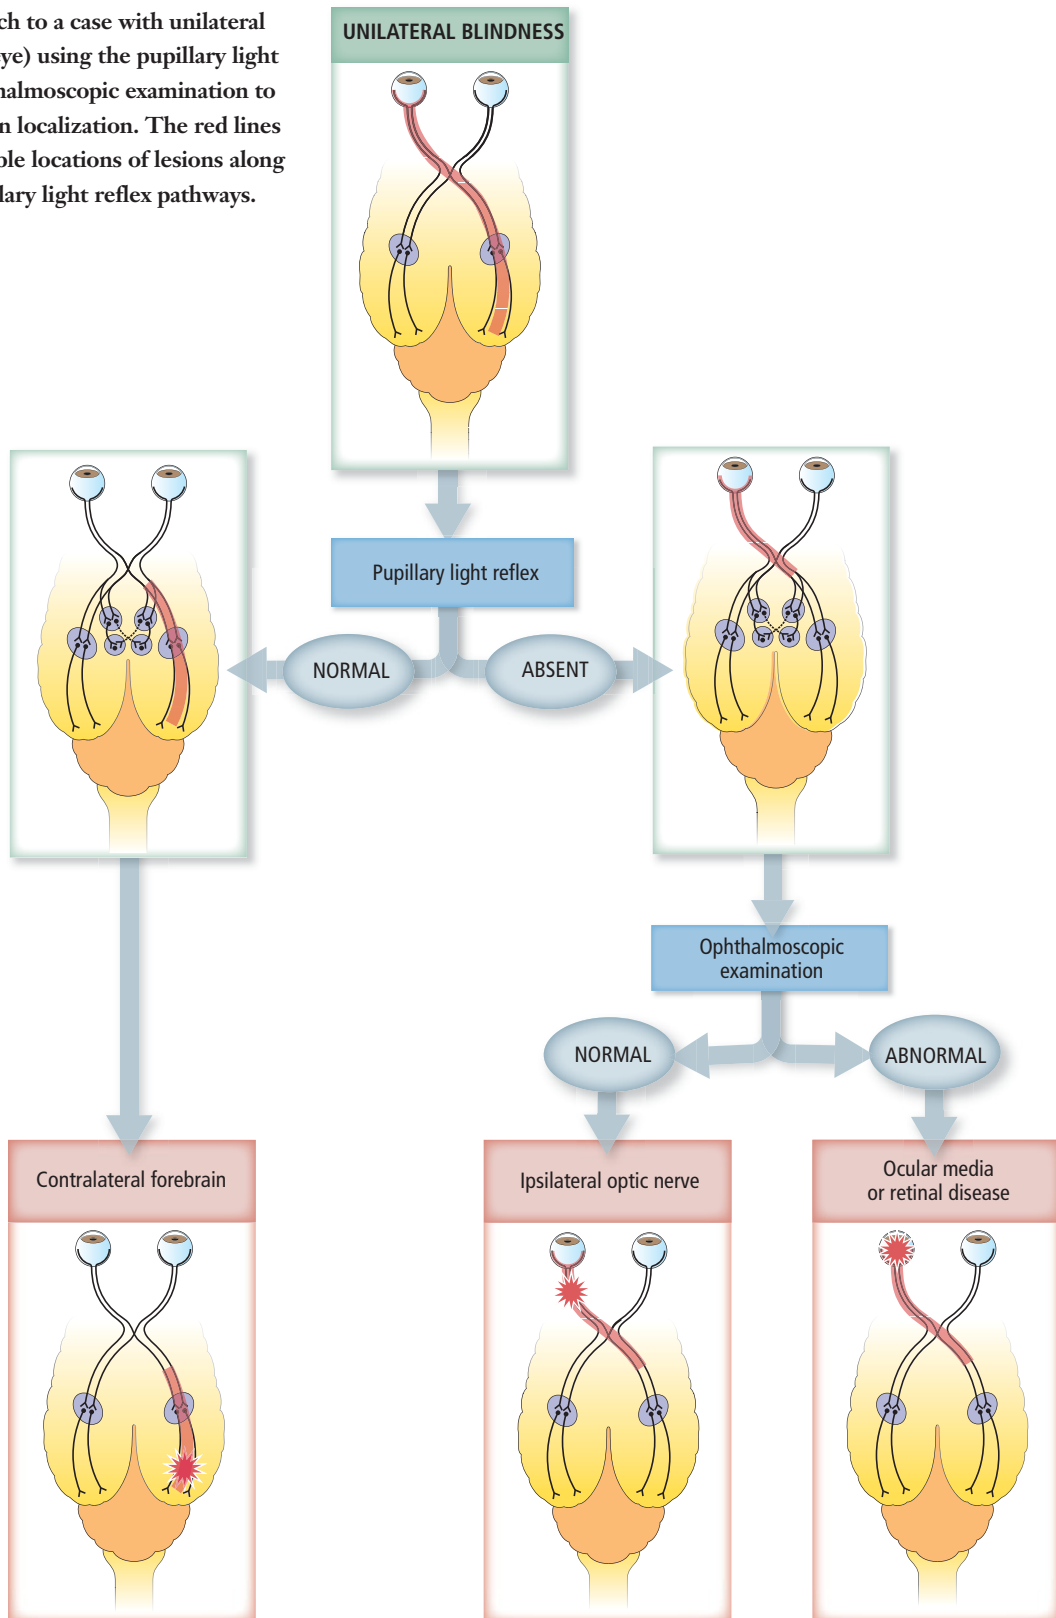 ch to a case with unilateral
ye) using the pupillary light
halmoscopic examination to
n localization. The red lines
ble locations of lesions along
lary light reflex pathways.
UNILATERAL BLINDNESS
Pupillary light reflex
NORMAL
ABSENT
Ophthalmoscopic
examination
NORMAL
ABNORMAL
Contralateral forebrain
Ipsilateral optic nerve
Ocular media
or retinal disease